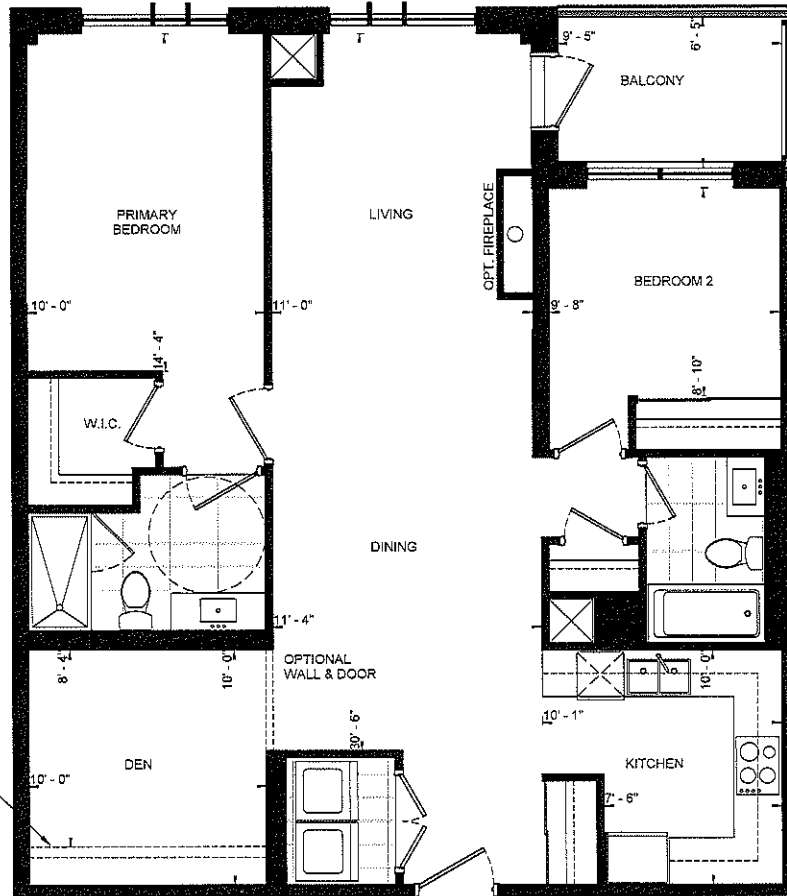 9' - 5"
6' - 5"
BALCONY
PRIMARY
BEDROOM
LIVING
OPT. FIREPLACE
BEDROOM 2
10' - 0"
11' - 0"
9' - 8"
14' - 4"
8' - 10"
W.I.C.
DINING
11' - 4"
OPTIONAL
WALL & DOOR
8' - 4"
10' - 0"
10' - 0"
30' - 6"
10' - 1"
DEN
KITCHEN
10' - 0"
7' - 6"